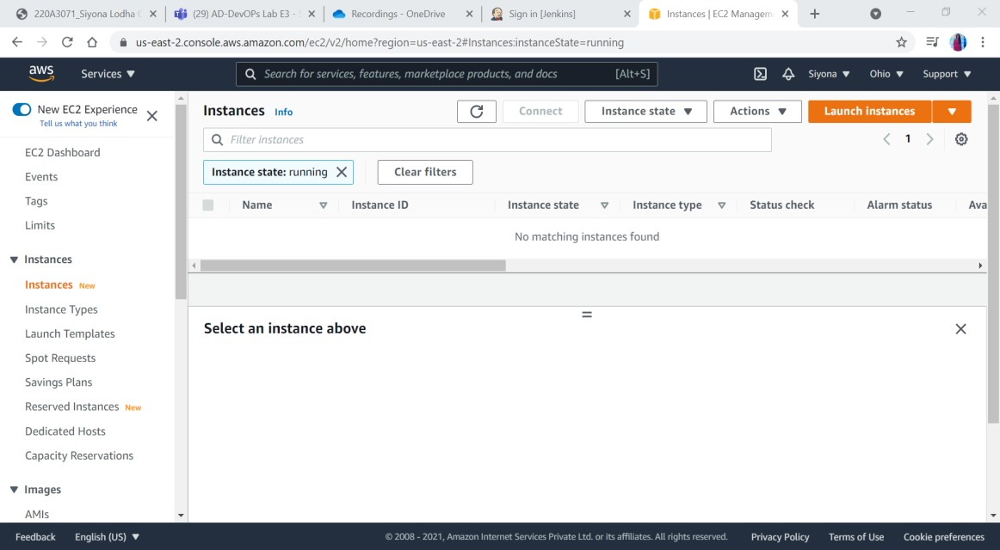 220A3071_Siyona Lodha
(29) AD-DevOPs Lab E3 -
Recordings - OneDrive
Sign in [Jenkins]
Instances | EC2 Managem
us-east-2.console.aws.amazon.com/ec2/v2/home?region=us-east-2#Instances:instanceState=running
aws
Services
Search for services, features, marketplace products, and docs
[Alt+S]
Siyona
Ohio
Support
New EC2 Experience
Tell us what you think
EC2 Dashboard
Events
Tags
Limits
Instances
Instances New
Instance Types
Launch Templates
Spot Requests
Savings Plans
Reserved Instances New
Dedicated Hosts
Capacity Reservations
Images
AMIs
Instances Info
Connect
Instance state
Actions
Launch instances
Filter instances
1
Instance state: running
Clear filters
Name
Instance ID
Instance state
Instance type
Status check
Alarm status
Ava
No matching instances found
Select an instance above
Feedback
English (US)
© 2008 - 2021, Amazon Internet Services Private Ltd. or its affiliates. All rights reserved.
Privacy Policy
Terms of Use
Cookie preferences